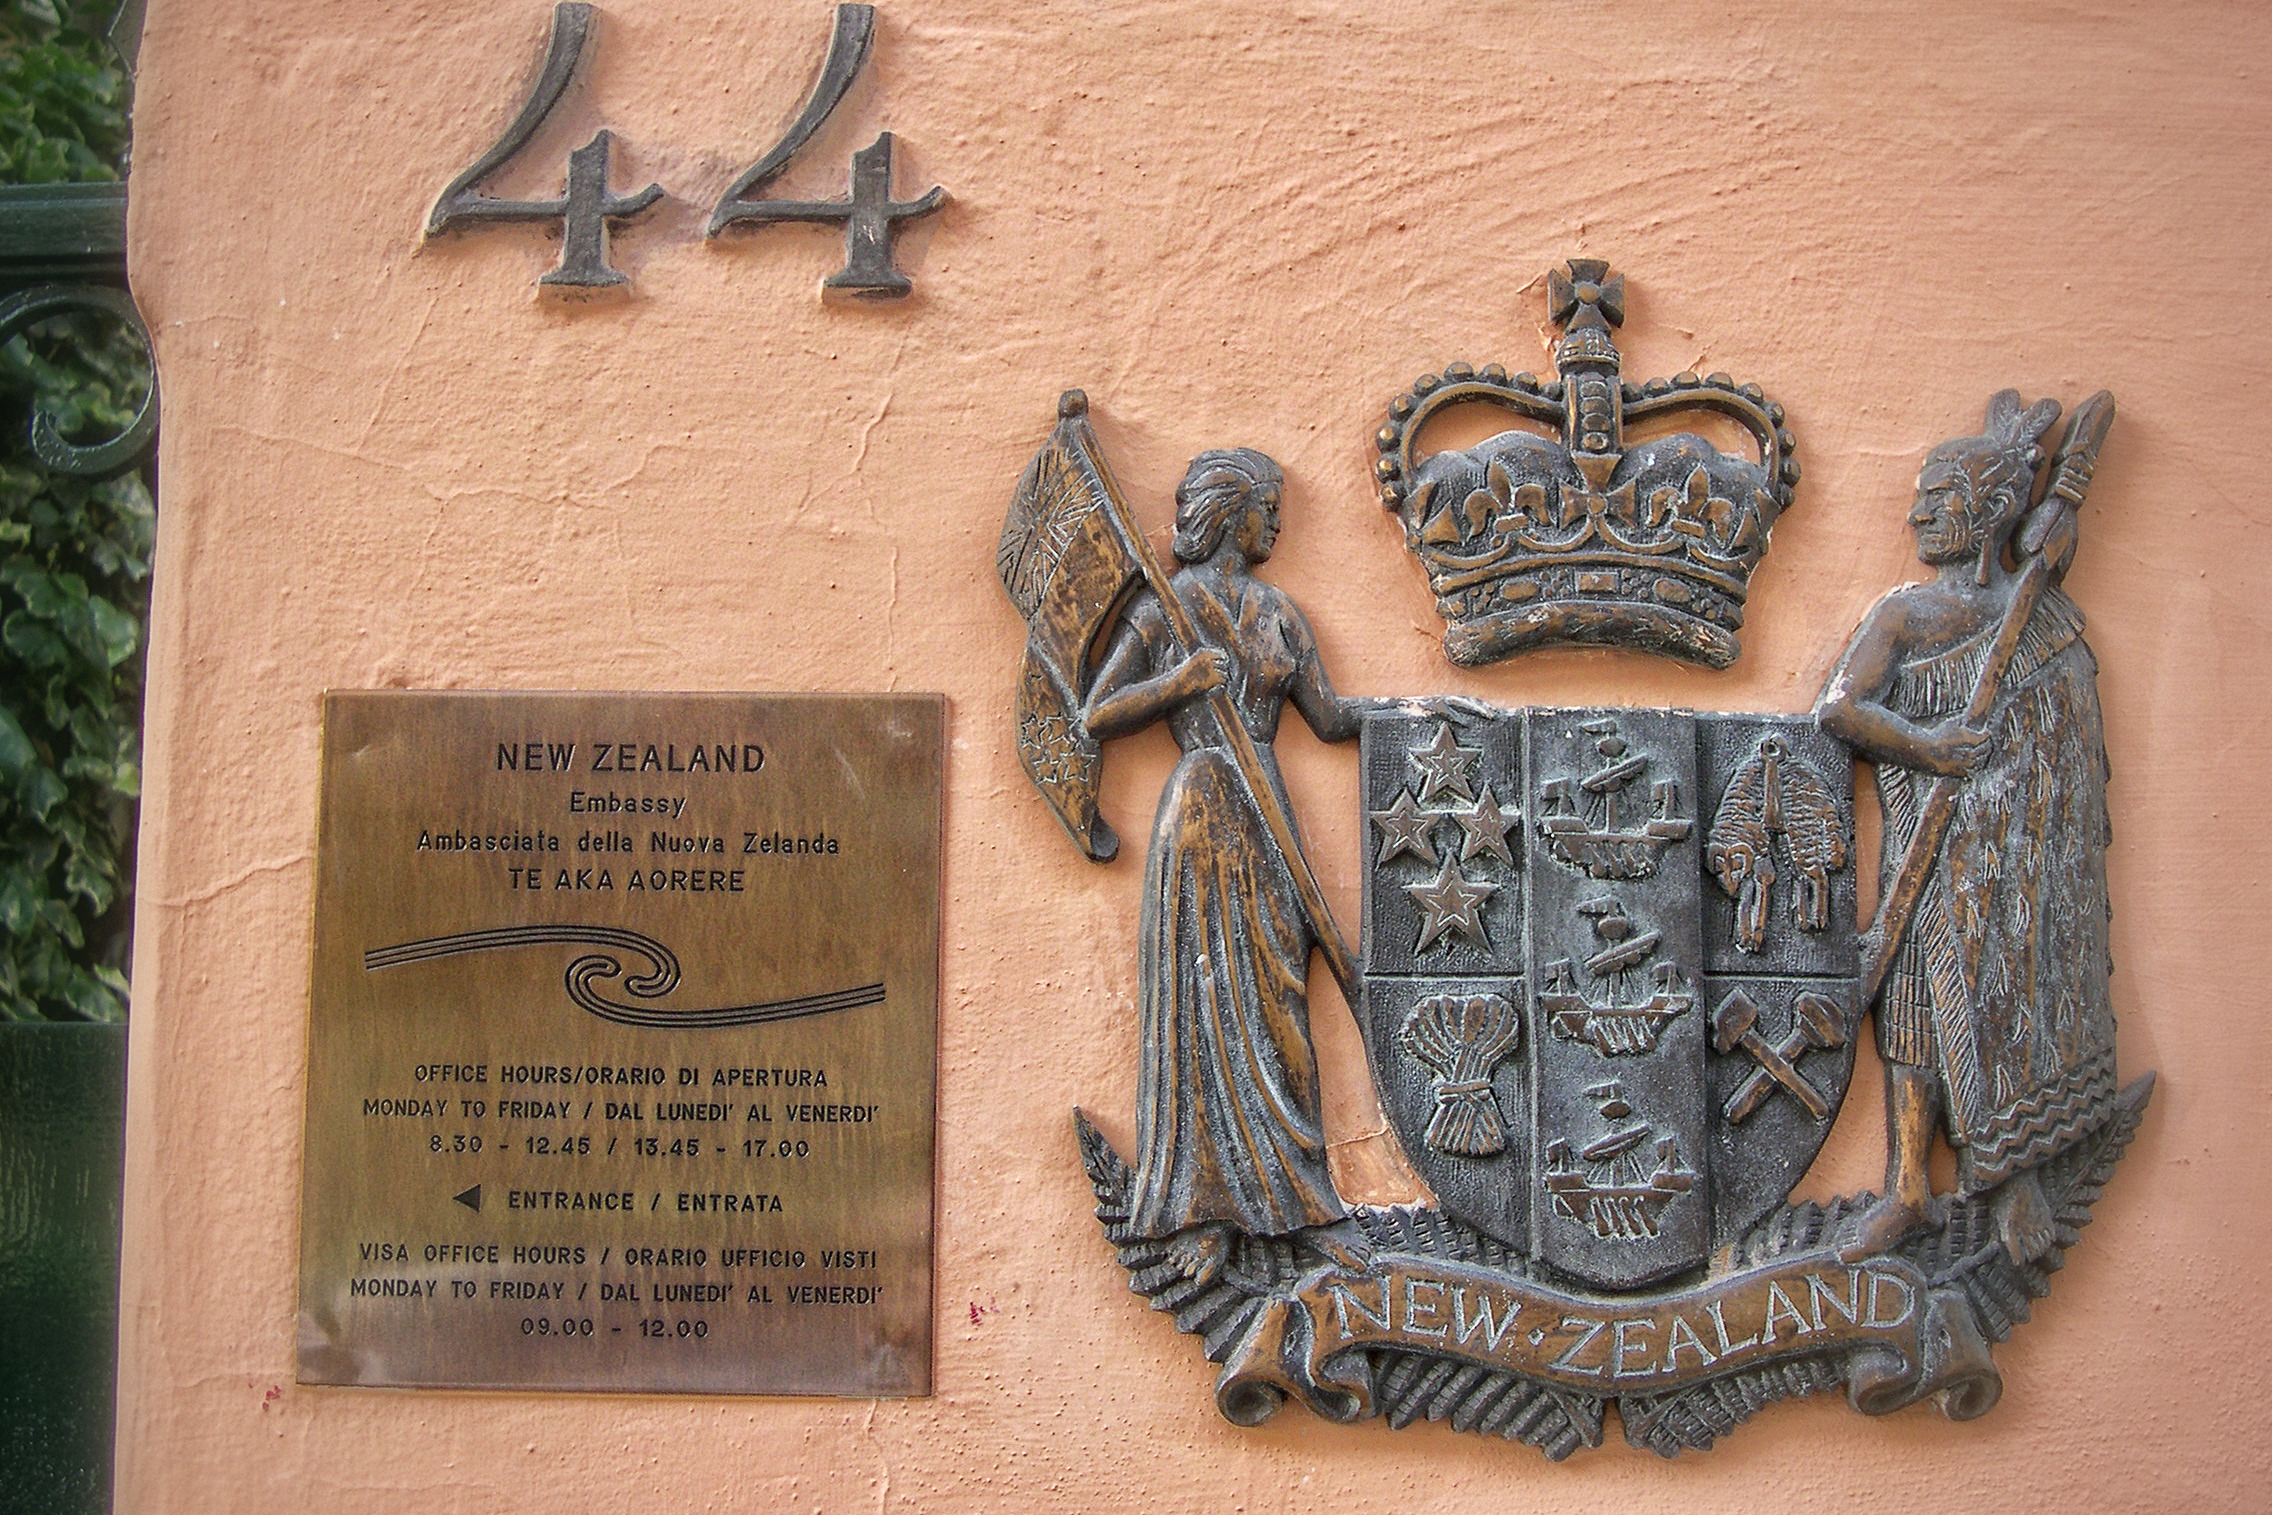 44
NEW ZEALAND
Embassy
Ambasciata della Nuova Zelanda
TE AKA AORERE
OFFICE HOURS/ORARIO DI APERTURA
MONDAY TO FRIDAY / DAL LUNEDI' AL VENERDI'
8.30 - 12.45 / 13.45 - 17.00
◀ ENTRANCE / ENTRATA
VISA OFFICE HOURS / ORARIO UFFICIO VISTI
MONDAY TO FRIDAY / DAL LUNEDI' AL VENERDI'
09.00 - 12.00
NEW·ZEALAND